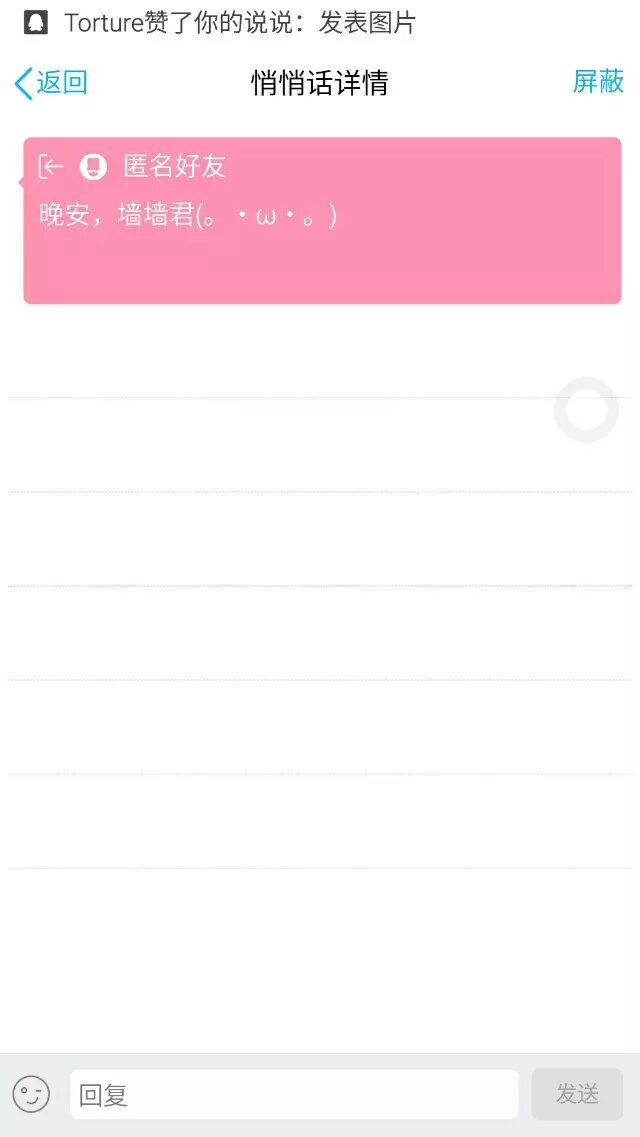 Torture赞了你的说说：发表图片
返回
悄悄话详情
屏蔽
匿名好友
晚安，墙墙君(。・ω・。)
回复
发送